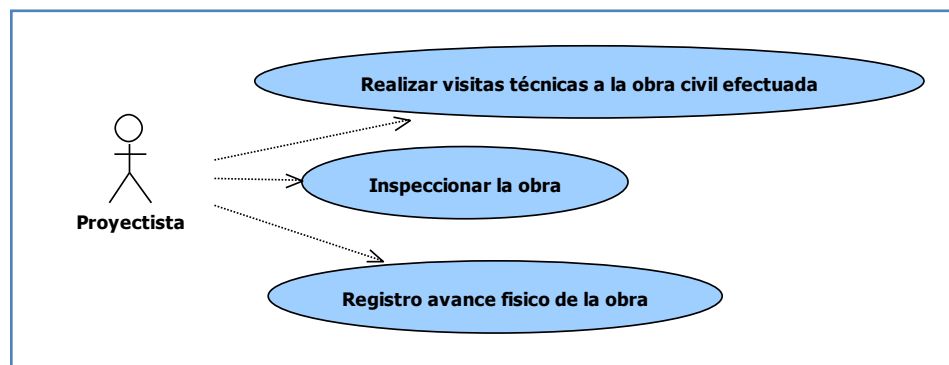 Realizar visitas técnicas a la obra civil efectuada
Inspeccionar la obra
Proyectista
Registro avance fisico de la obra